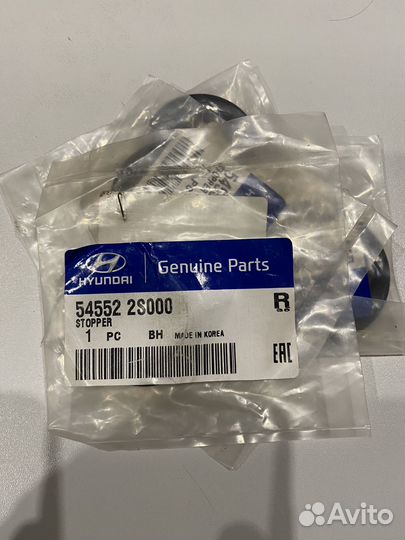 HYUNDAI
Genuine Parts
54552 2S000
STOPPER
R
1 PC BH MADE IN KOREA
EAC
Avito